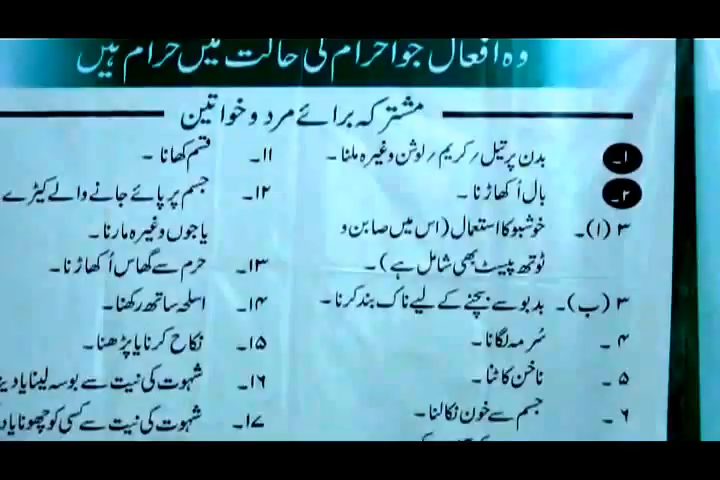 وہ افعال جو احرام کی حالت میں حرام ہیں
مشترکہ برائے مرد و خواتین
۱۔ بدن پر تیل / کریم / لوشن وغیرہ ملنا۔
۲۔ بال اُکھاڑنا۔
۳ (ا)۔ خوشبو کا استعمال (اس میں صابن و
ٹوتھ پیسٹ بھی شامل ہے)۔
۳ (ب)۔ بدبو سے بچنے کے لیے ناک بند کرنا۔
۴۔ سُرمہ لگانا۔
۵۔ ناخن کاٹنا۔
۶۔ جسم سے خون نکالنا۔
۱۱۔ قسم کھانا۔
۱۲۔ جسم پر پائے جانے والے کیڑے
یا جوں وغیرہ مارنا۔
۱۳۔ حرم سے گھاس اُکھاڑنا۔
۱۴۔ اسلحہ ساتھ رکھنا۔
۱۵۔ نکاح کرنا یا پڑھنا۔
۱۶۔ شہوت کی نیت سے بوسہ لینا یا
۱۷۔ شہوت کی نیت سے کسی کو چھونا یا